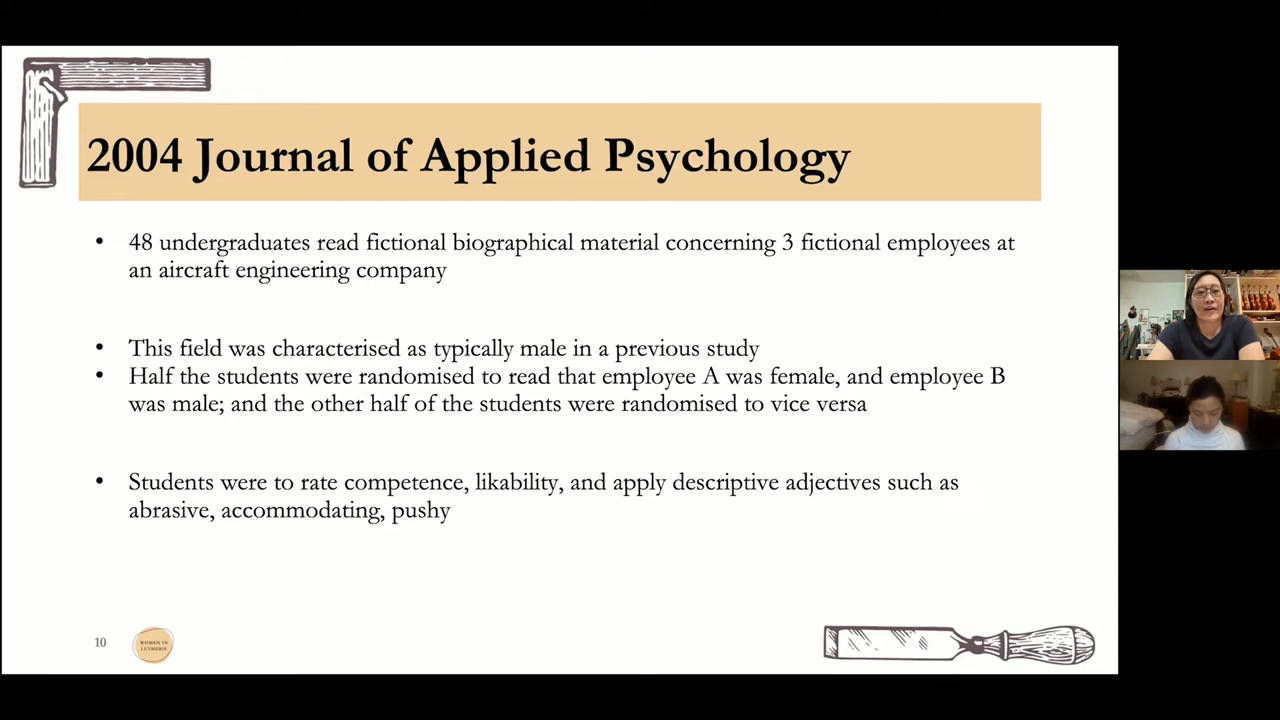 2004 Journal of Applied Psychology
• 48 undergraduates read fictional biographical material concerning 3 fictional employees at
an aircraft engineering company
• This field was characterised as typically male in a previous study
• Half the students were randomised to read that employee A was female, and employee B
was male; and the other half of the students were randomised to vice versa
• Students were to rate competence, likability, and apply descriptive adjectives such as
abrasive, accommodating, pushy
10
WOMEN IN
LUTHERIE